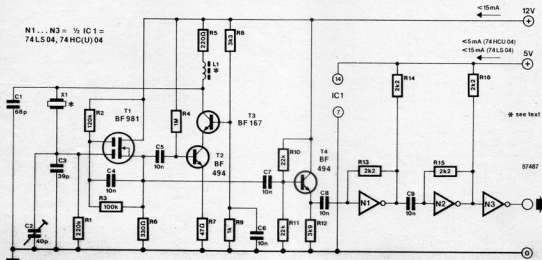 N1 ... N3 = ½ IC 1 =
74 LS 04, 74 HC(U) 04
<15mA
12V
<5mA (74 HCU 04)
<15mA (74 LS 04)
5V
R5
220Ω
R8
3k3
L1
*
C1
68p
X1
*
R2
120k
T1
BF 981
R4
1M
T3
BF 167
14
IC1
7
R14
2k2
R16
2k2
* see text
C3
39p
C5
10n
C4
10n
T2
BF
494
R10
22k
T4
BF
494
C7
10n
C8
10n
R13
2k2
R15
2k2
87487
R3
100k
C2
40p
R1
220k
R6
330Ω
R7
47Ω
R9
1k
C6
10n
R11
22k
R12
3k9
N1
C9
10n
N2
N3
0